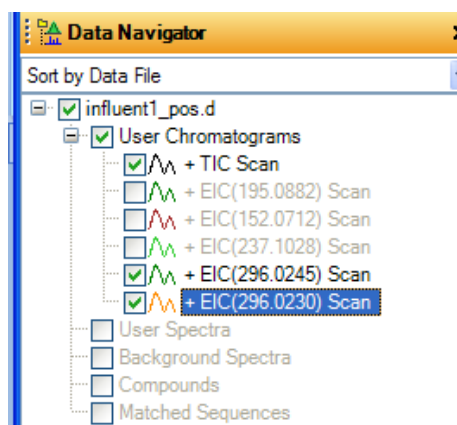 Data Navigator
Sort by Data File
influent1_pos.d
User Chromatograms
+ TIC Scan
+ EIC(195.0882) Scan
+ EIC(152.0712) Scan
+ EIC(237.1028) Scan
+ EIC(296.0245) Scan
+ EIC(296.0230) Scan
User Spectra
Background Spectra
Compounds
Matched Sequences